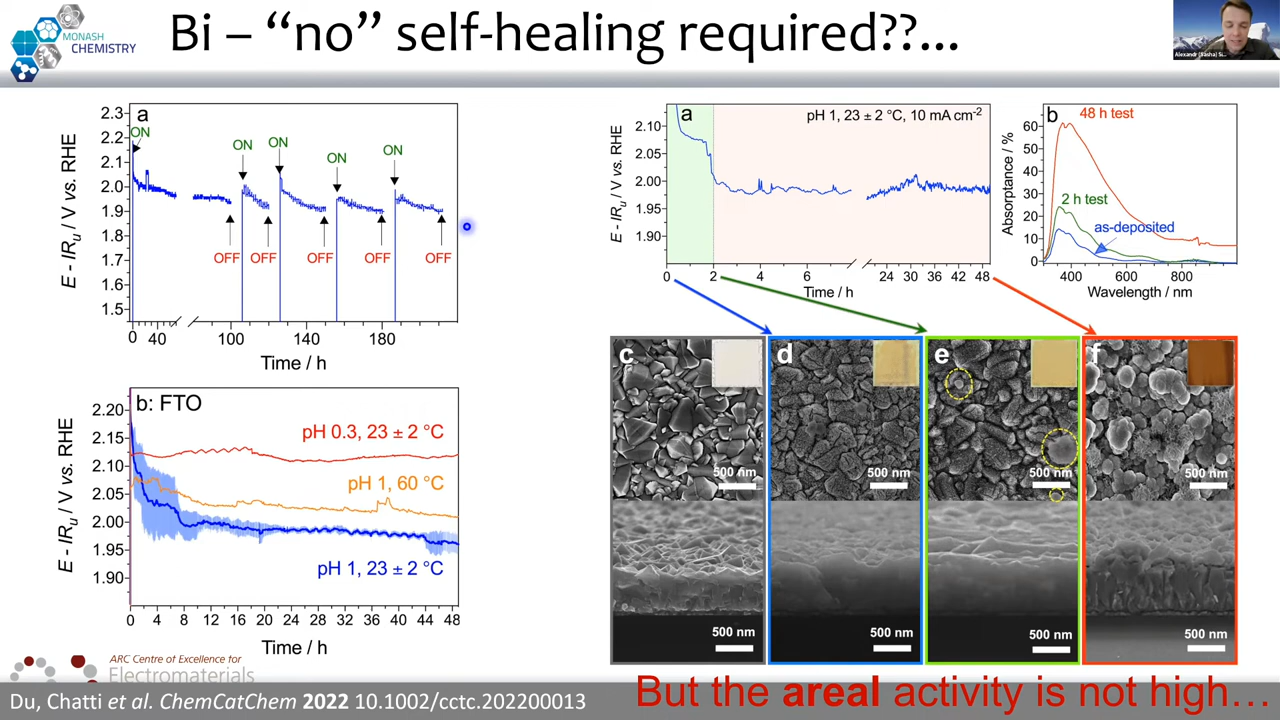 MONASH
CHEMISTRY
Bi – “no” self-healing required??...
a
2.3
2.2
2.1
2.0
1.9
1.8
1.7
1.6
1.5
E - IRu / V vs. RHE
ON
ON
ON
ON
ON
OFF
OFF
OFF
OFF
OFF
0 40 100 140 180
Time / h
b: FTO
2.20
2.15
2.10
2.05
2.00
1.95
1.90
E - IRu / V vs. RHE
pH 0.3, 23 ± 2 °C
pH 1, 60 °C
pH 1, 23 ± 2 °C
0 4 8 12 16 20 24 28 32 36 40 44 48
Time / h
a
pH 1, 23 ± 2 °C, 10 mA cm-2
2.10
2.05
2.00
1.95
1.90
E - IRu / V vs. RHE
0 2 4 6 18 24 30 36 42 48
Time / h
b
48 h test
2 h test
as-deposited
60
50
40
30
20
10
0
Absorptance / %
400 600 800
Wavelength / nm
c
500 nm
500 nm
d
500 nm
500 nm
e
500 nm
500 nm
f
500 nm
500 nm
ARC Centre of Excellence for
Electromaterials
Du, Chatti et al. ChemCatChem 2022 10.1002/cctc.202200013
But the areal activity is not high...